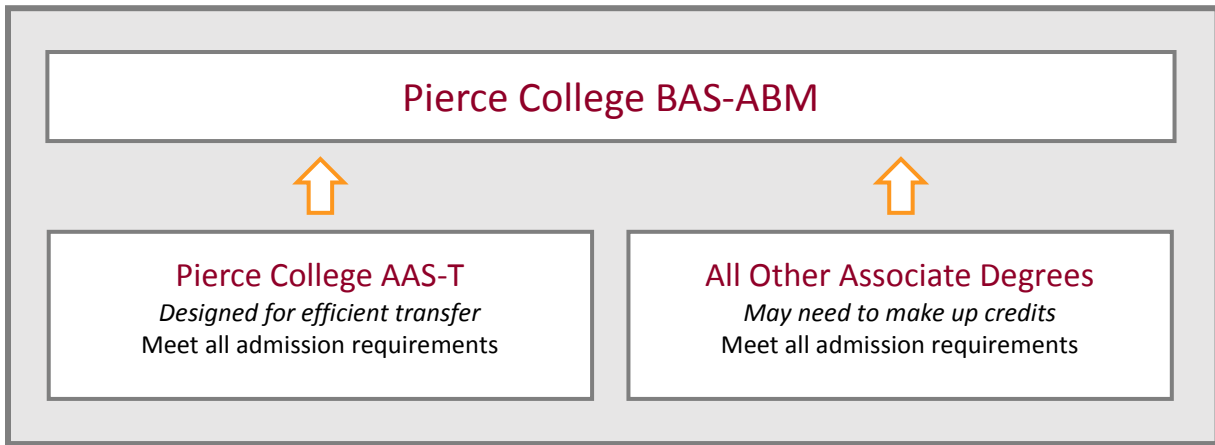 Pierce College BAS-ABM
Pierce College AAS-T
Designed for efficient transfer
Meet all admission requirements
All Other Associate Degrees
May need to make up credits
Meet all admission requirements